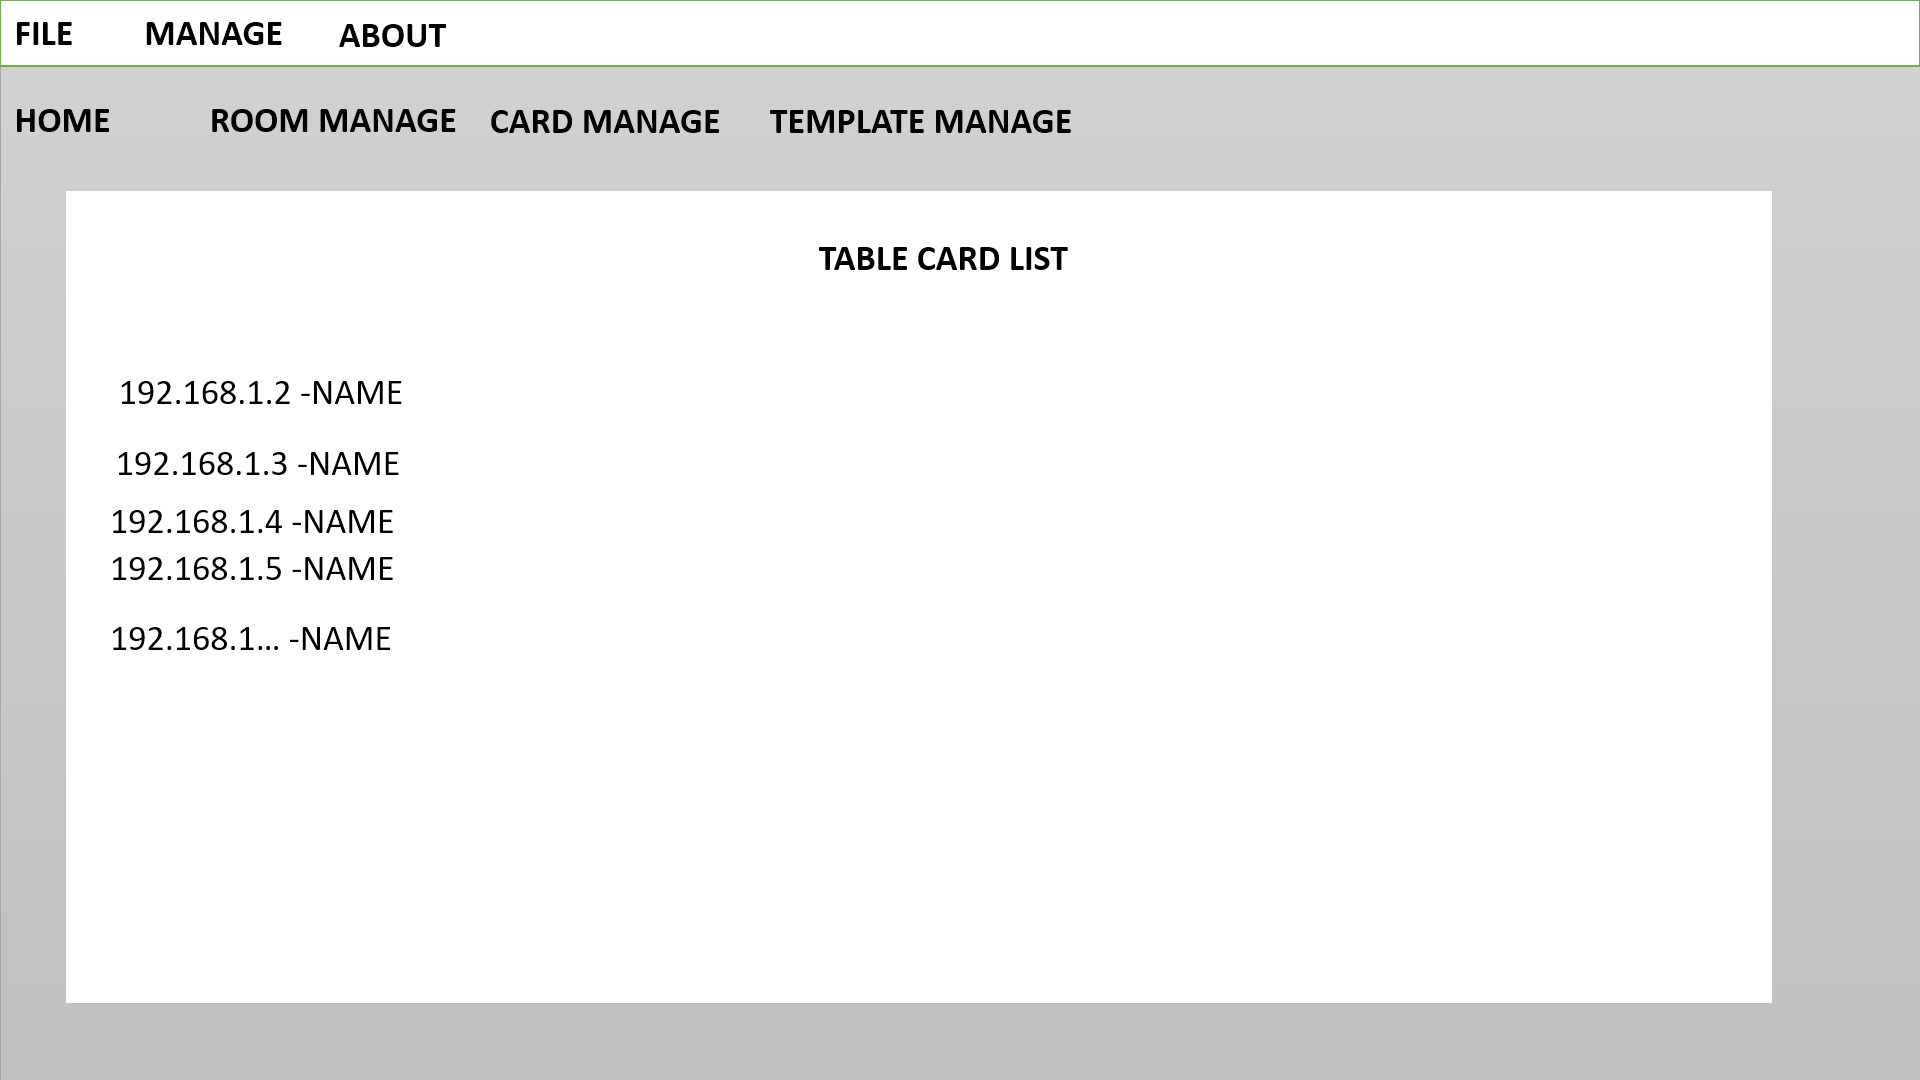 FILE MANAGE ABOUT
HOME ROOM MANAGE CARD MANAGE TEMPLATE MANAGE
TABLE CARD LIST
192.168.1.2 -NAME
192.168.1.3 -NAME
192.168.1.4 -NAME
192.168.1.5 -NAME
192.168.1... -NAME